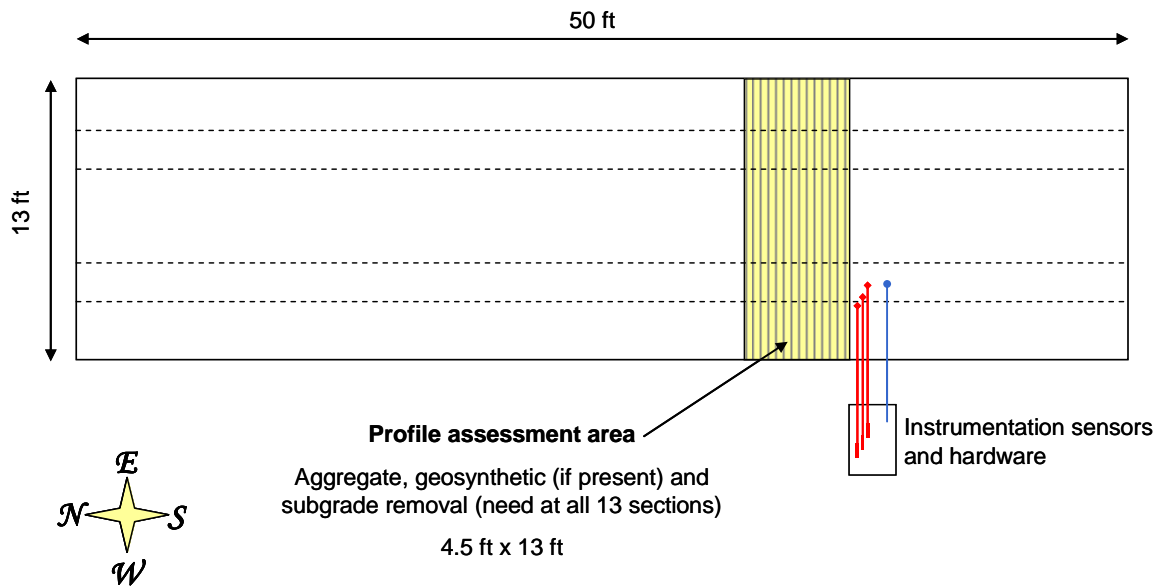 50 ft
13 ft
Instrumentation sensors
and hardware
Profile assessment area
Aggregate, geosynthetic (if present) and
subgrade removal (need at all 13 sections)
4.5 ft x 13 ft
E
N S
W